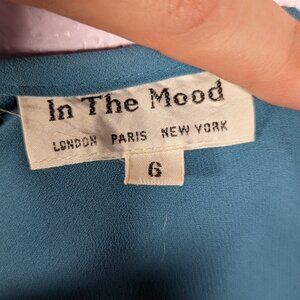 In The Mood
LONDON PARIS NEW YORK
6